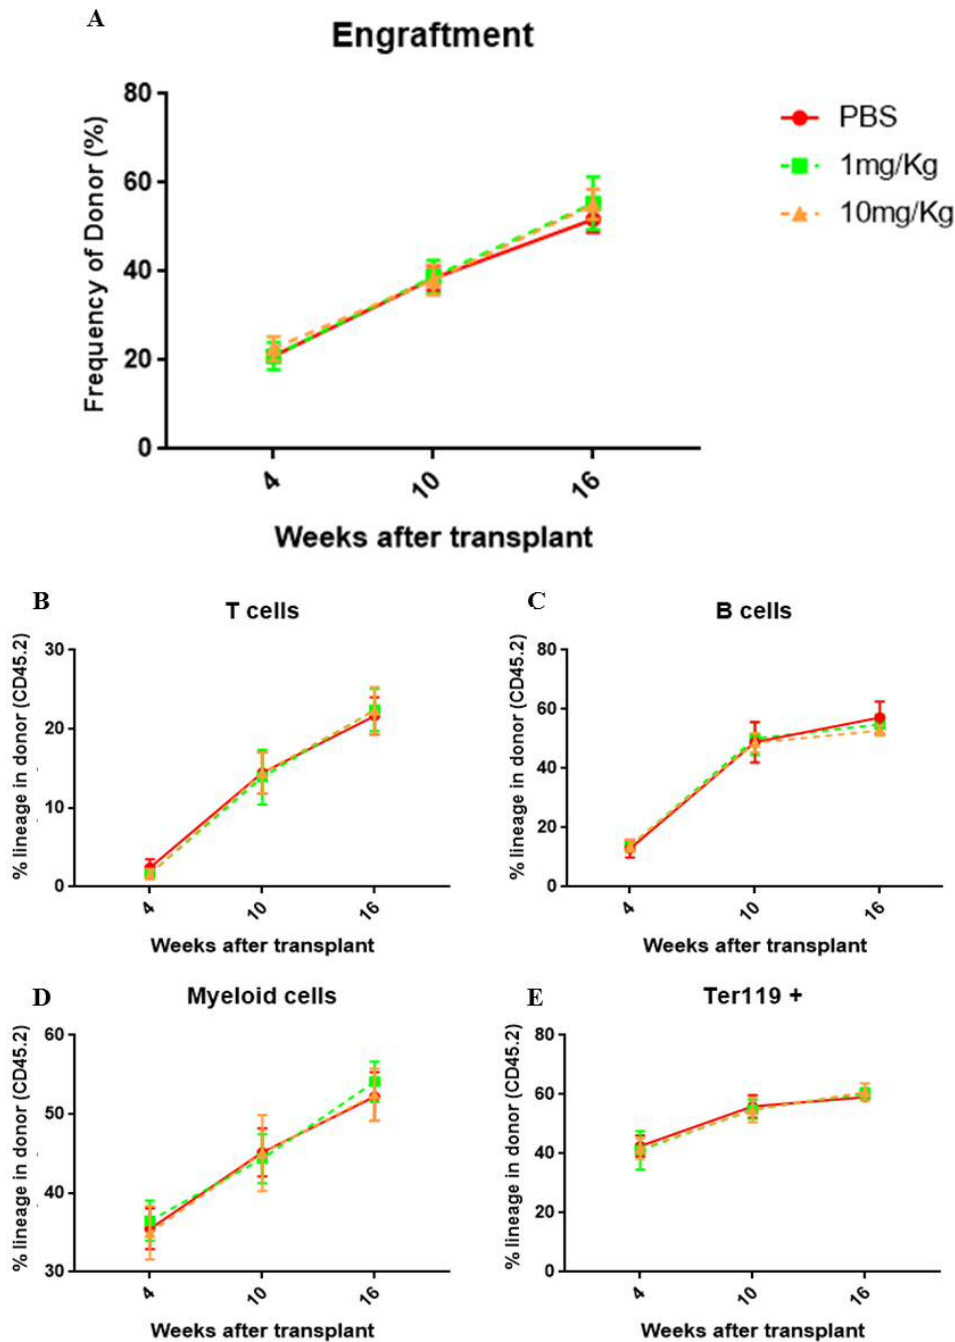 A
Engraftment
Frequency of Donor (%)
80
60
40
20
0
4
10
16
Weeks after transplant
PBS
1mg/Kg
10mg/Kg
B
T cells
% lineage in donor (CD45.2)
30
20
10
0
4
10
16
Weeks after transplant
C
B cells
% lineage in donor (CD45.2)
80
60
40
20
0
4
10
16
Weeks after transplant
D
Myeloid cells
% lineage in donor (CD45.2)
60
50
40
30
4
10
16
Weeks after transplant
E
Ter119 +
% lineage in donor (CD45.2)
80
60
40
20
0
4
10
16
Weeks after transplant